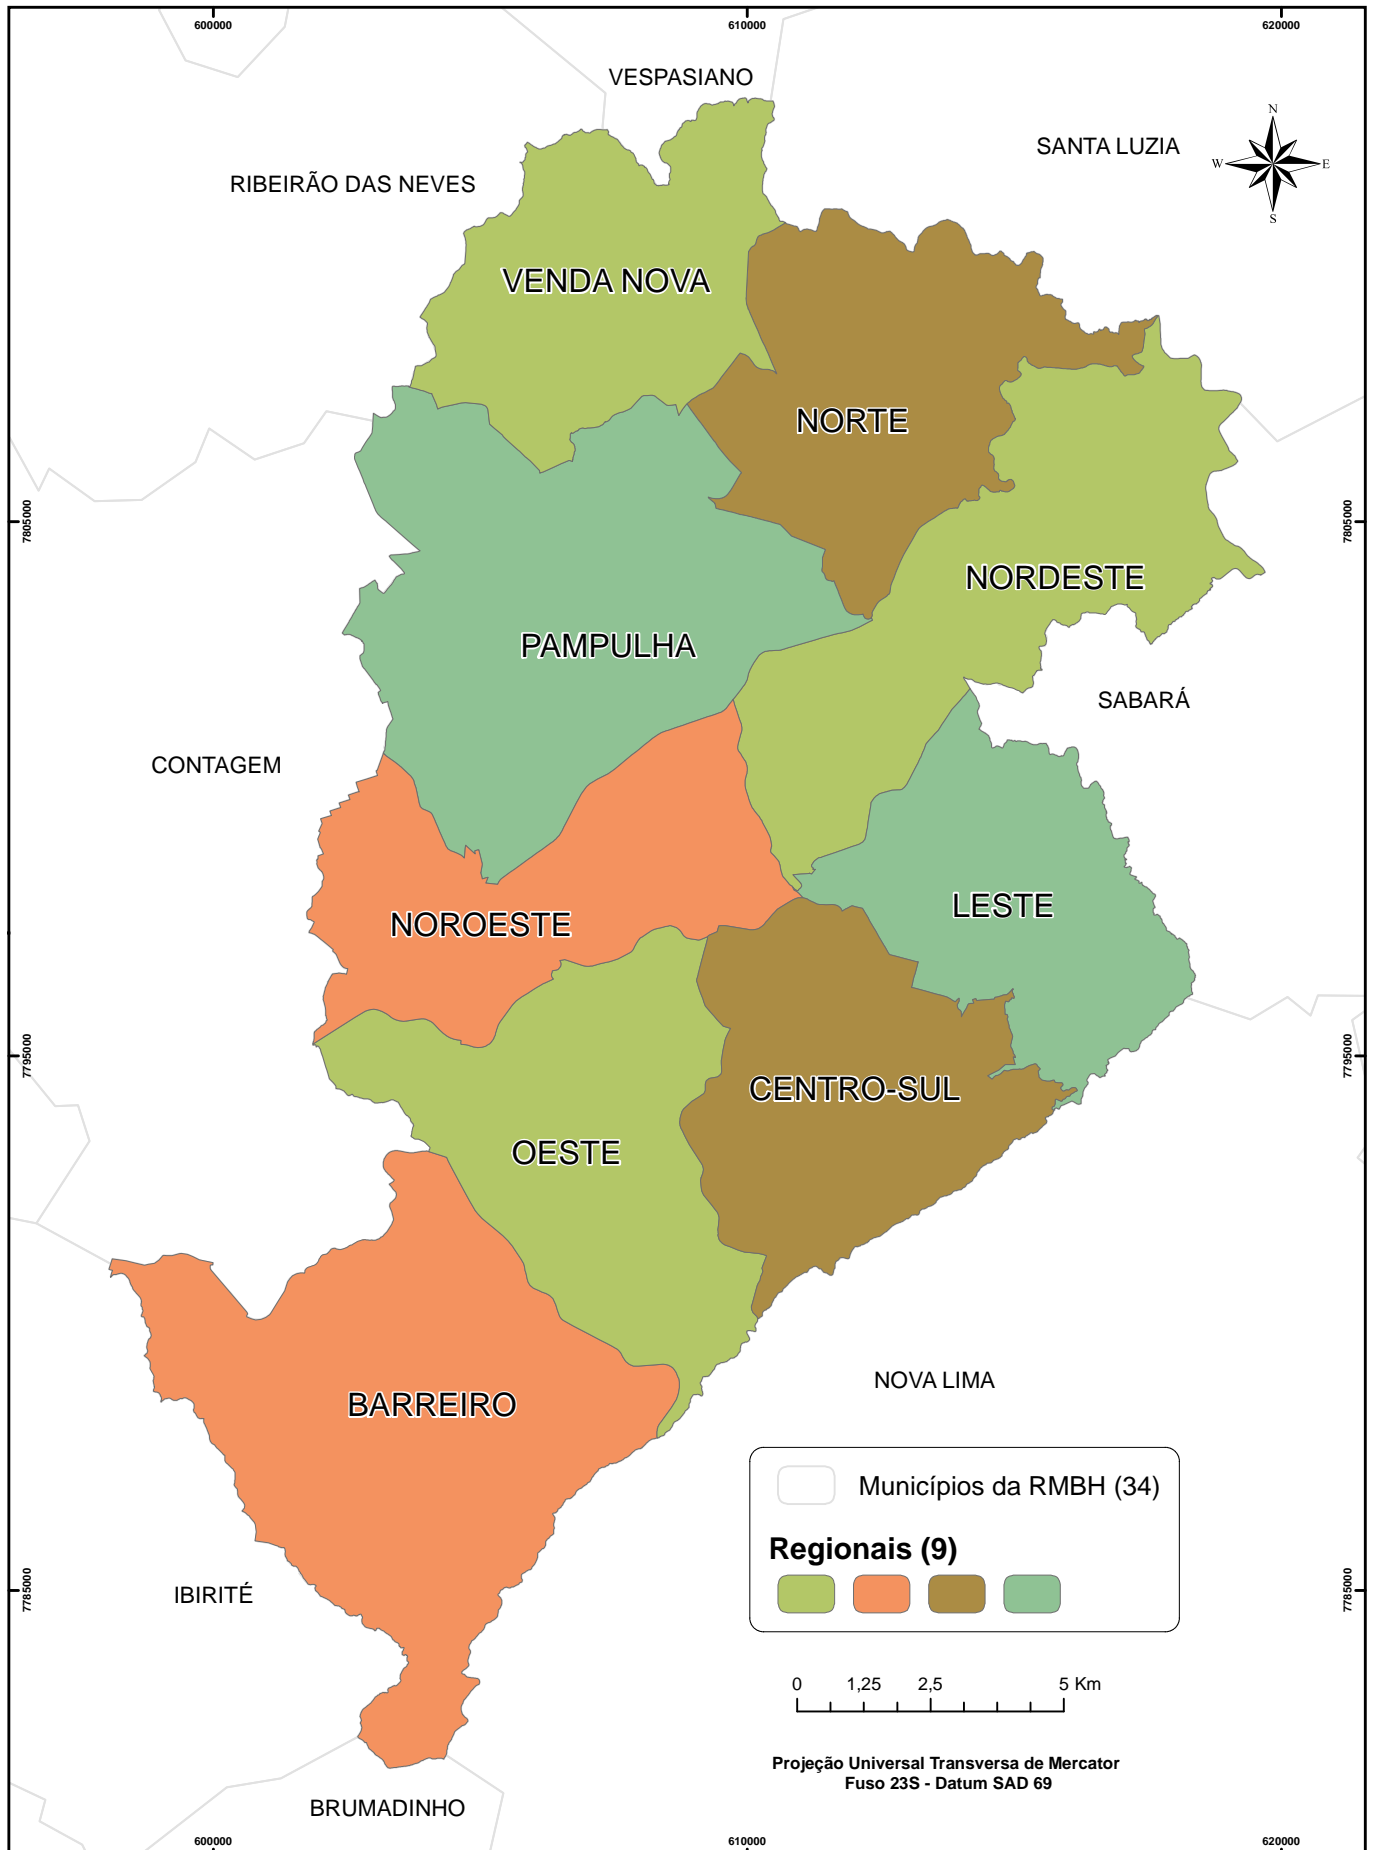 600000
610000
620000
VESPASIANO
SANTA LUZIA
N
W
E
S
RIBEIRÃO DAS NEVES
VENDA NOVA
NORTE
7805000
7805000
NORDESTE
PAMPULHA
SABARÁ
CONTAGEM
LESTE
NOROESTE
7795000
7795000
CENTRO-SUL
OESTE
NOVA LIMA
BARREIRO
Municípios da RMBH (34)
Regionais (9)
7785000
7785000
IBIRITÉ
0 1,25 2,5 5 Km
Projeção Universal Transversa de Mercator
Fuso 23S - Datum SAD 69
BRUMADINHO
600000
610000
620000